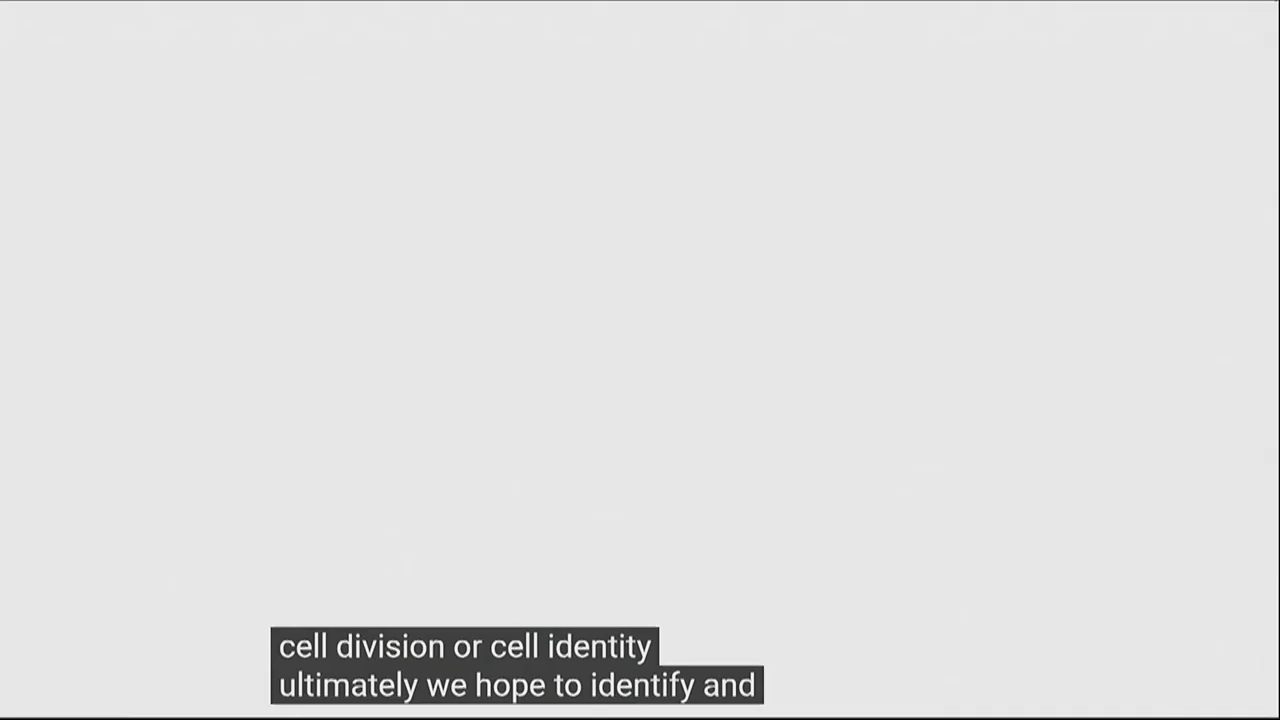 cell division or cell identity
ultimately we hope to identify and